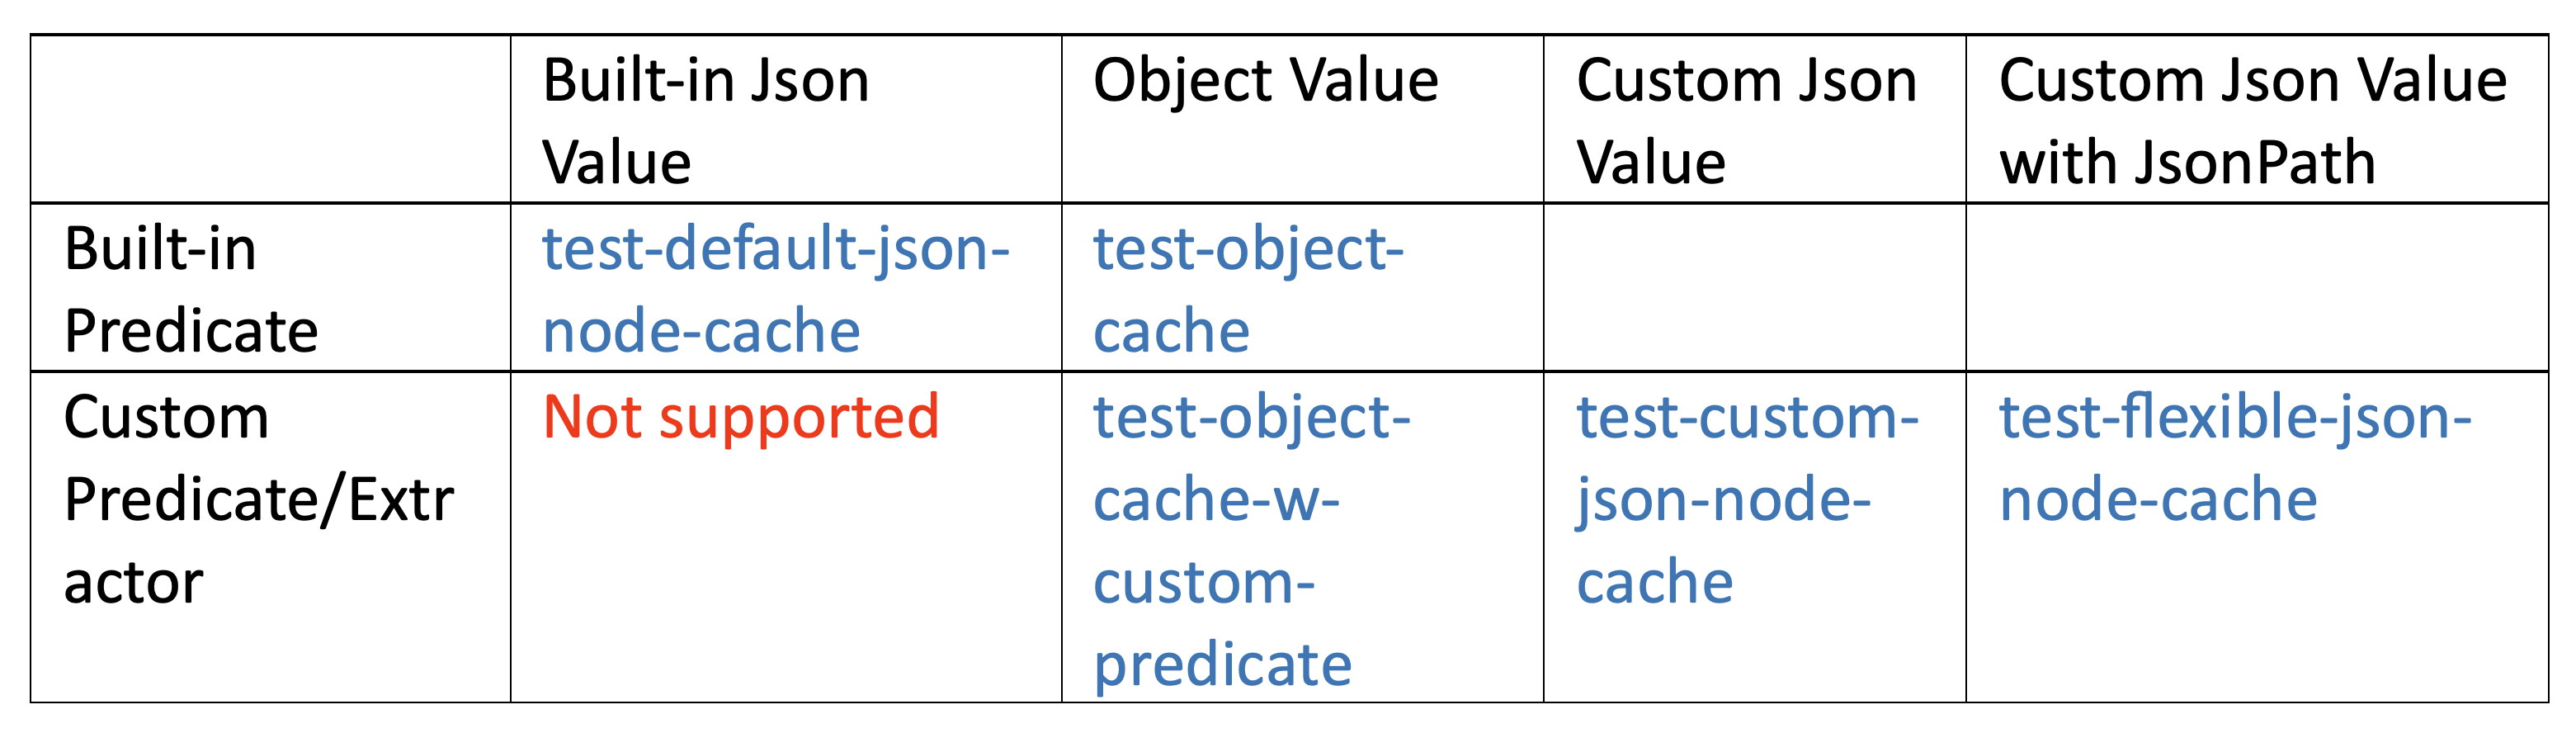 Built-in Json
Value
Object Value
Custom Json
Value
Custom Json Value
with JsonPath
Built-in
Predicate
test-default-json-
node-cache
test-object-
cache
Custom
Predicate/Extr
actor
Not supported
test-object-
cache-w-
custom-
predicate
test-custom-
json-node-
cache
test-flexible-json-
node-cache